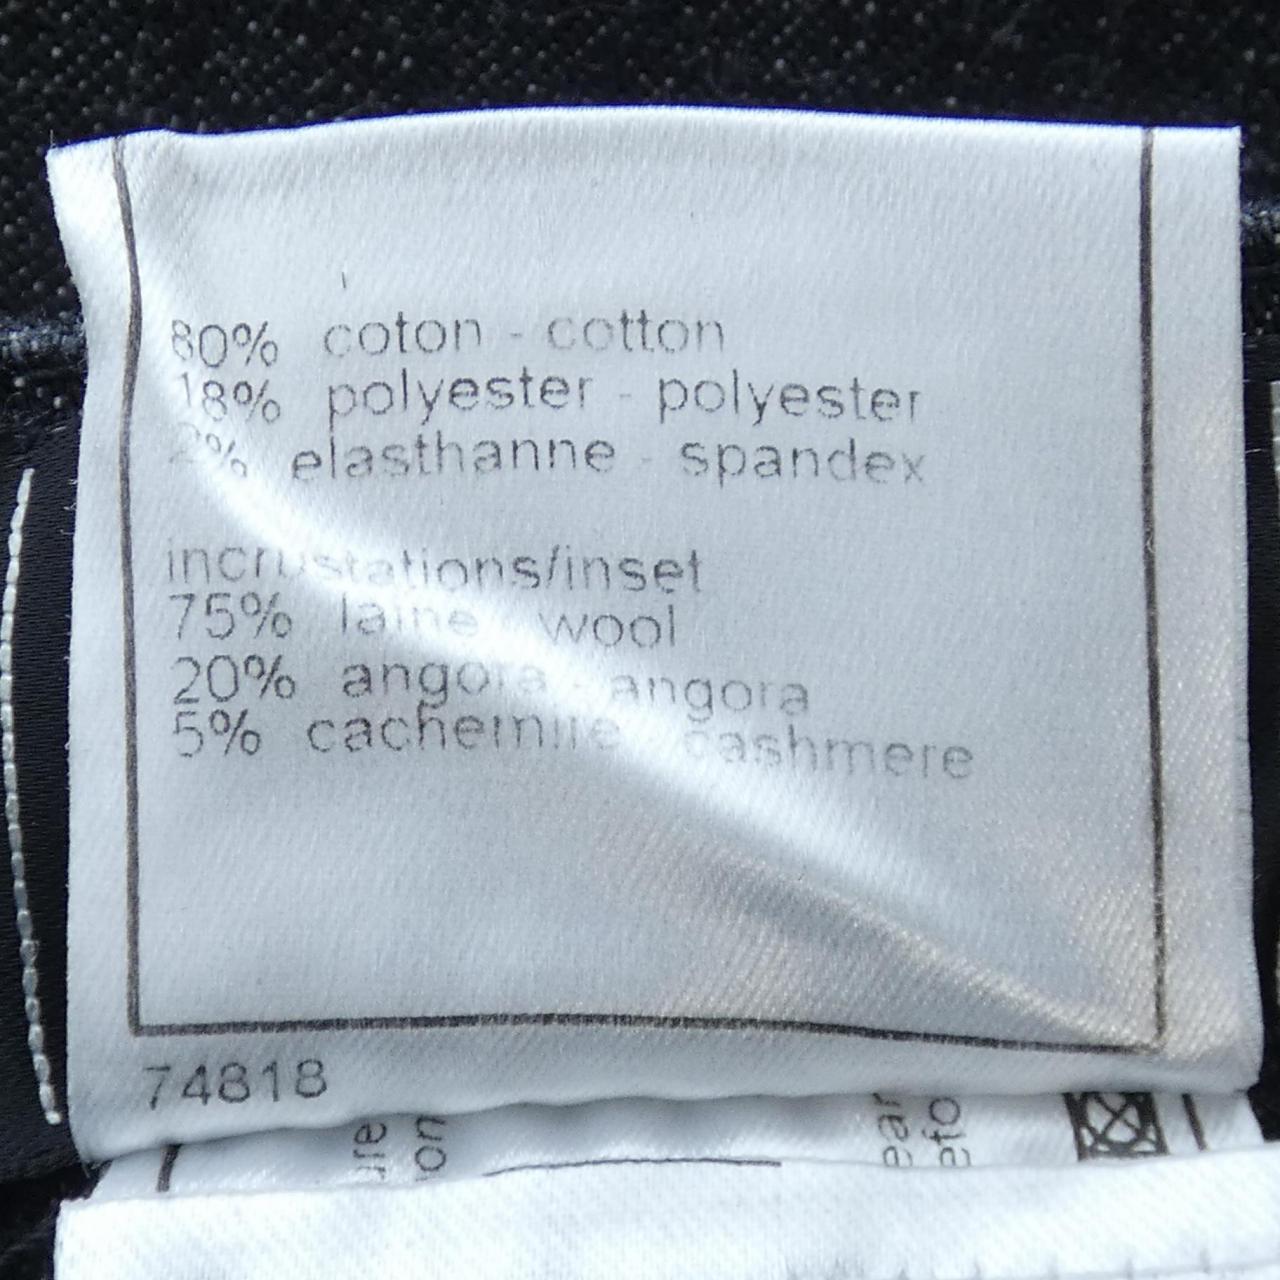 80% coton - cotton
18% polyester - polyester
2% elasthanne - spandex
incrustations/inset
75% laine - wool
20% angora - angora
5% cachemire - cashmere
74818